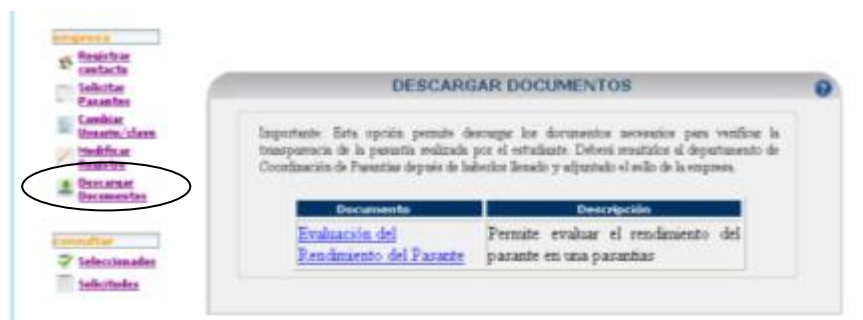 empresa
Registrar
contacto
Solicitar
Pasantes
Cambiar
Usuario/clave
Modificar
Registro
Descargar
Documentos
consultar
Seleccionados
Solicitudes
DESCARGAR DOCUMENTOS
Importante: Esta opción permite descargar los documentos necesarios para verificar la
transparencia de la pasantía realizada por el estudiante. Deberá remitirlos al departamento de
Coordinación de Pasantías depués de haberlos llenado y adjuntado el sello de la empresa.
Documento Descripción
Evaluación del Permite evaluar el rendimiento del
Rendimiento del Pasante pasante en una pasantias